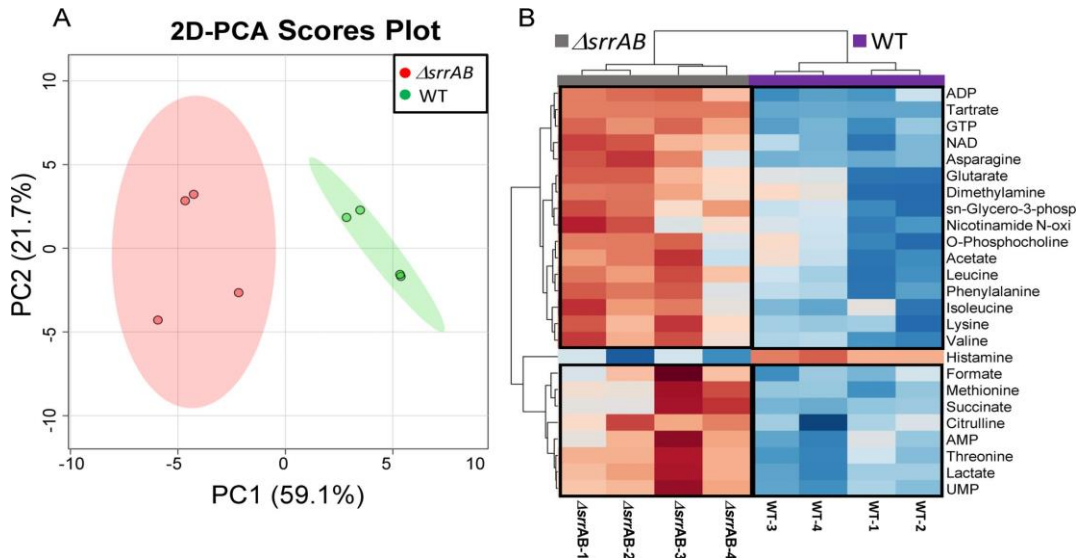 A
2D-PCA Scores Plot
ΔsrrAB
WT
PC2 (21.7%)
10
5
0
-5
-10
-10
-5
0
5
10
PC1 (59.1%)
B
ΔsrrAB
WT
ADP
Tartrate
GTP
NAD
Asparagine
Glutarate
Dimethylamine
sn-Glycero-3-phosp
Nicotinamide N-oxi
O-Phosphocholine
Acetate
Leucine
Phenylalanine
Isoleucine
Lysine
Valine
Histamine
Formate
Methionine
Succinate
Citrulline
AMP
Threonine
Lactate
UMP
ΔsrrAB-1
ΔsrrAB-2
ΔsrrAB-3
ΔsrrAB-4
WT-3
WT-4
WT-1
WT-2